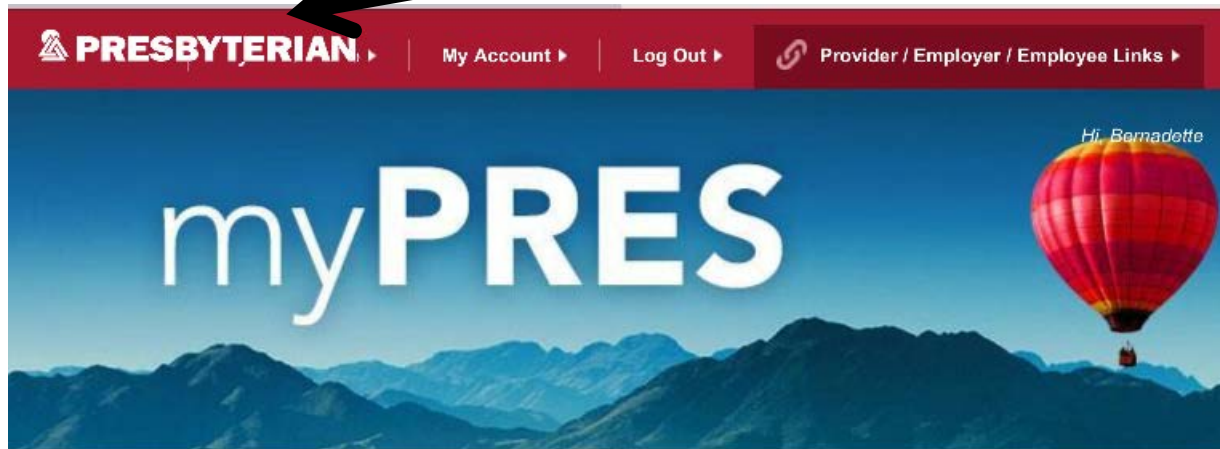 PRESBYTERIAN ▸ My Account ▸ Log Out ▸ Provider / Employer / Employee Links ▸
Hi, Bernadette
myPRES